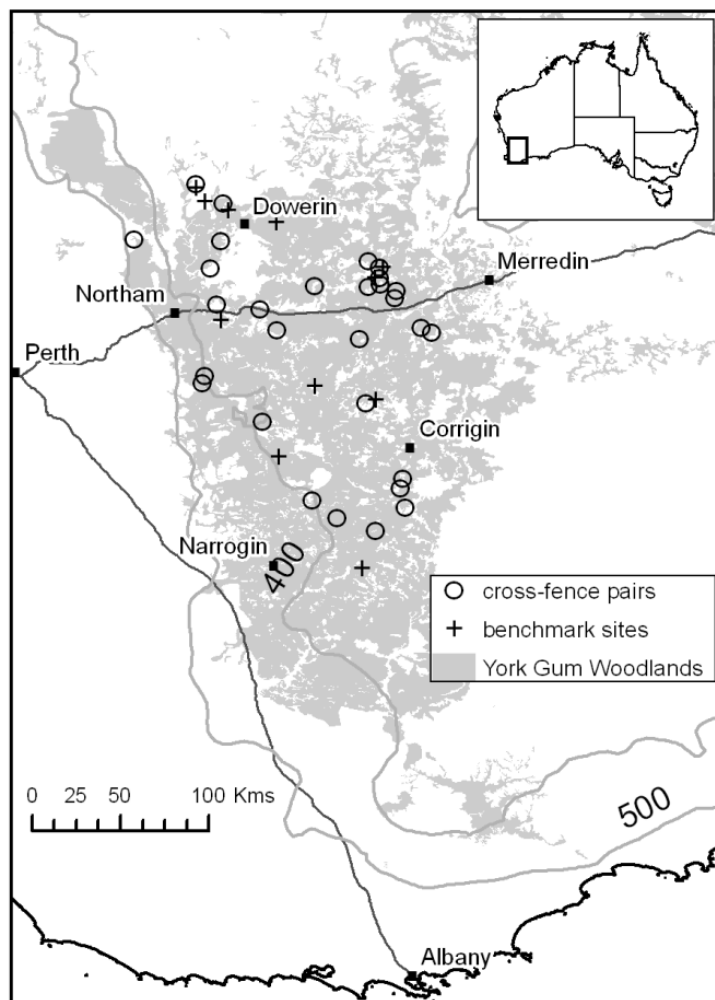 Dowerin
Merredin
Northam
Perth
Corrigin
Narrogin
400
cross-fence pairs
benchmark sites
York Gum Woodlands
0 25 50 100 Kms
500
Albany